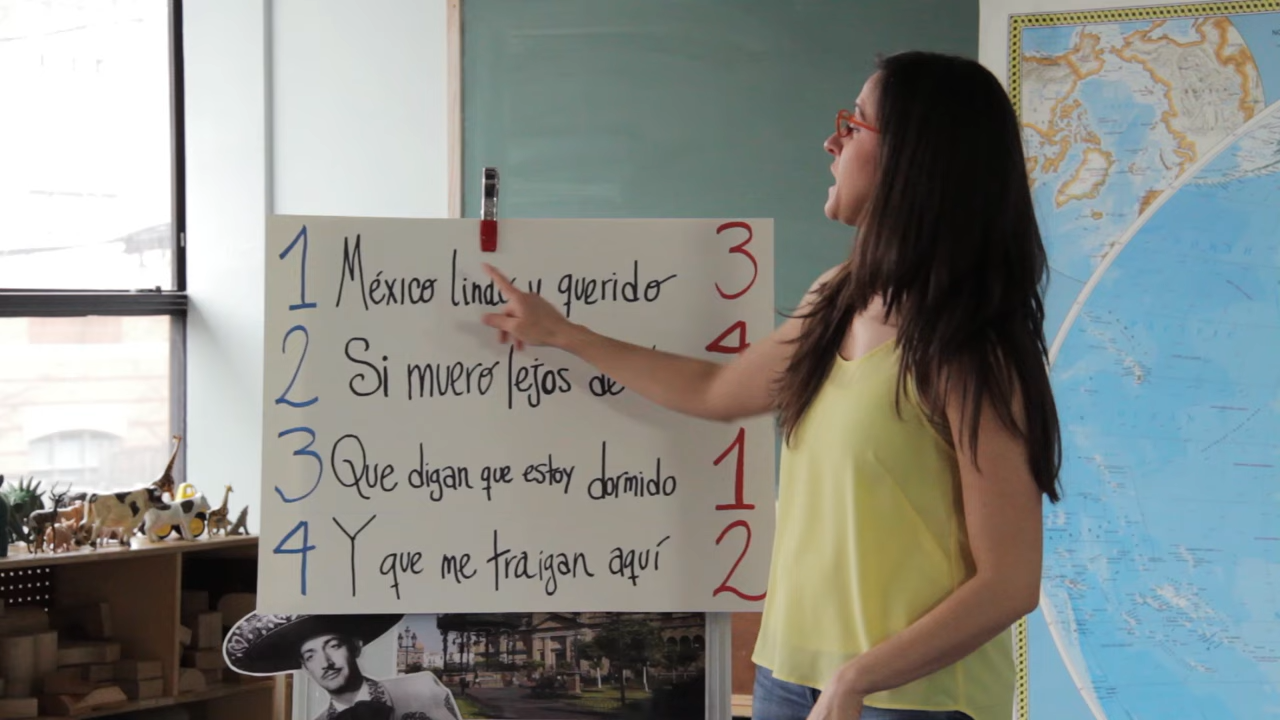 1 México lindo y querido 3
2 Si muero lejos de 4
3 Que digan que estoy dormido 1
4 Y que me traigan aquí 2